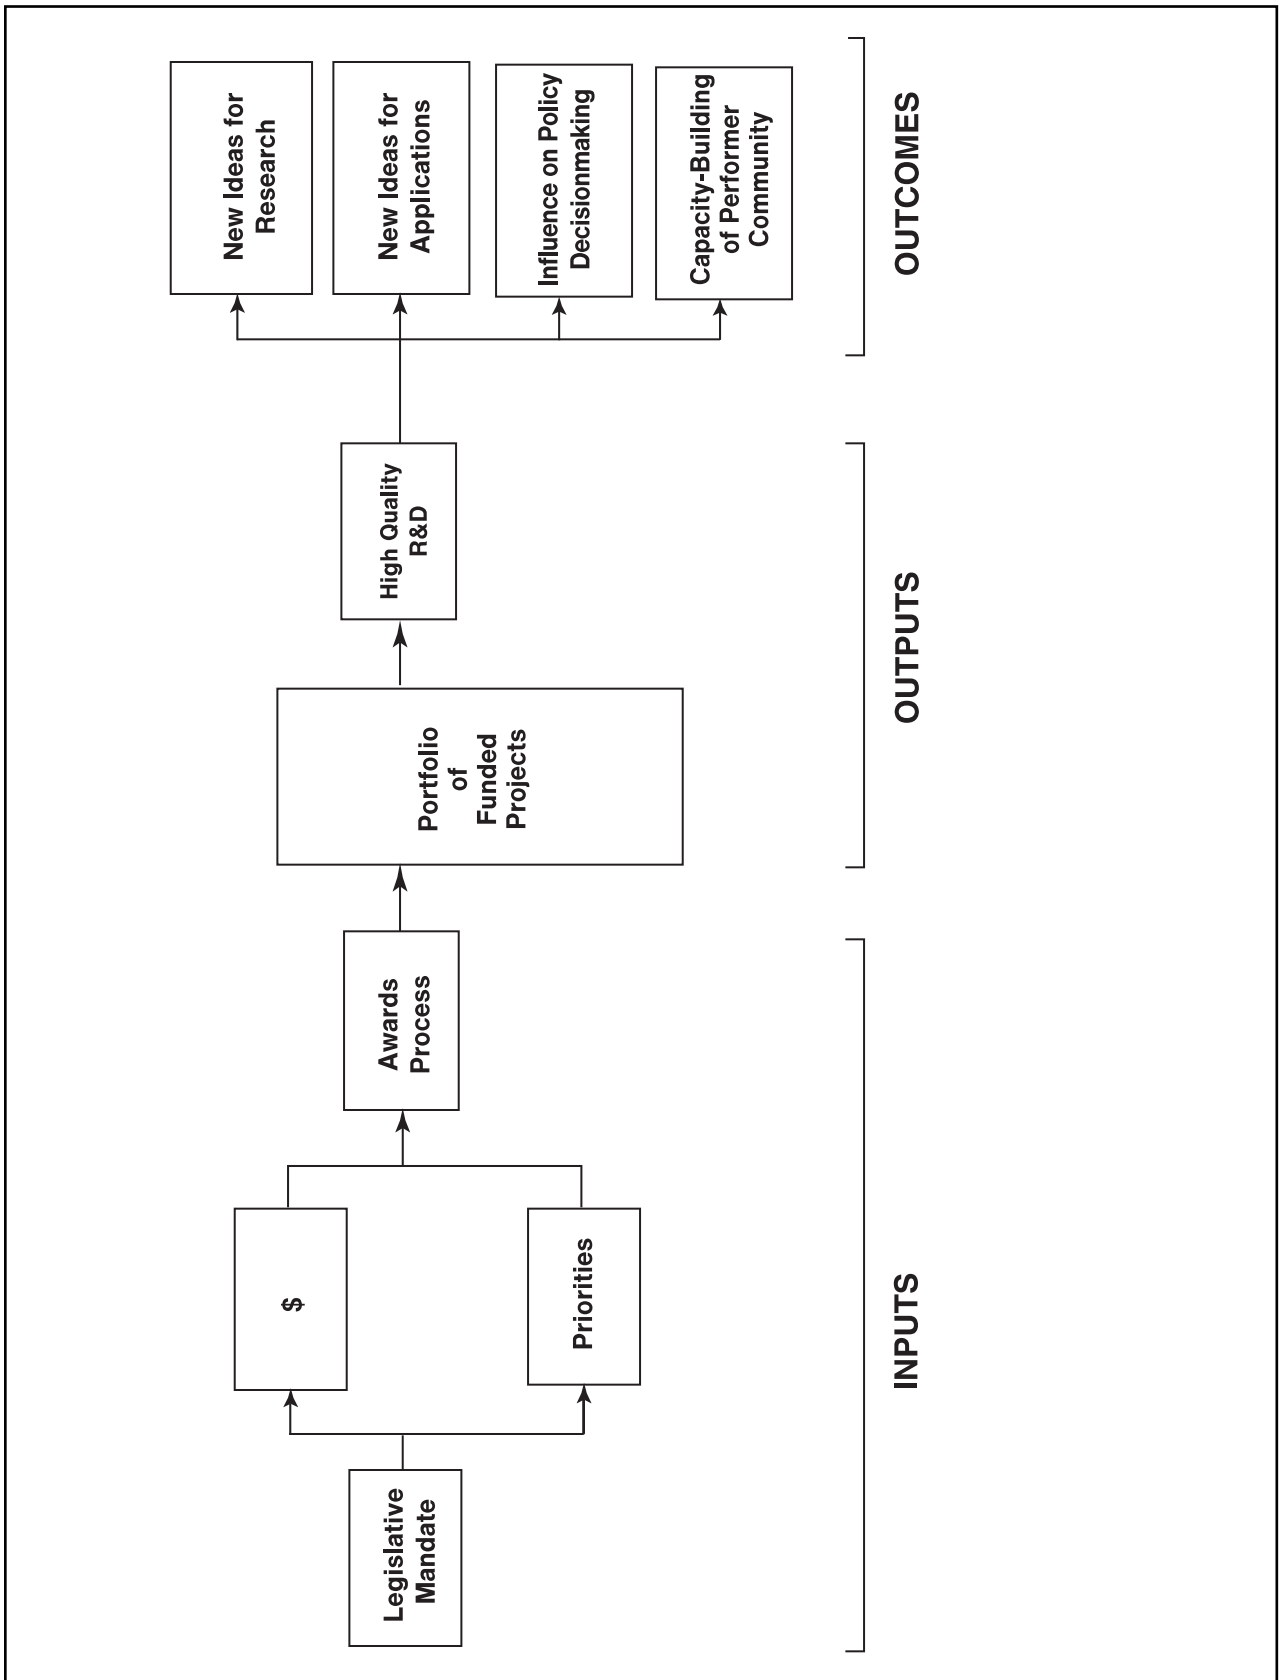 Legislative
Mandate
$
Priorities
Awards
Process
Portfolio
of
Funded
Projects
High Quality
R&D
New Ideas for
Research
New Ideas for
Applications
Influence on Policy
Decisionmaking
Capacity-Building
of Performer
Community
INPUTS
OUTPUTS
OUTCOMES